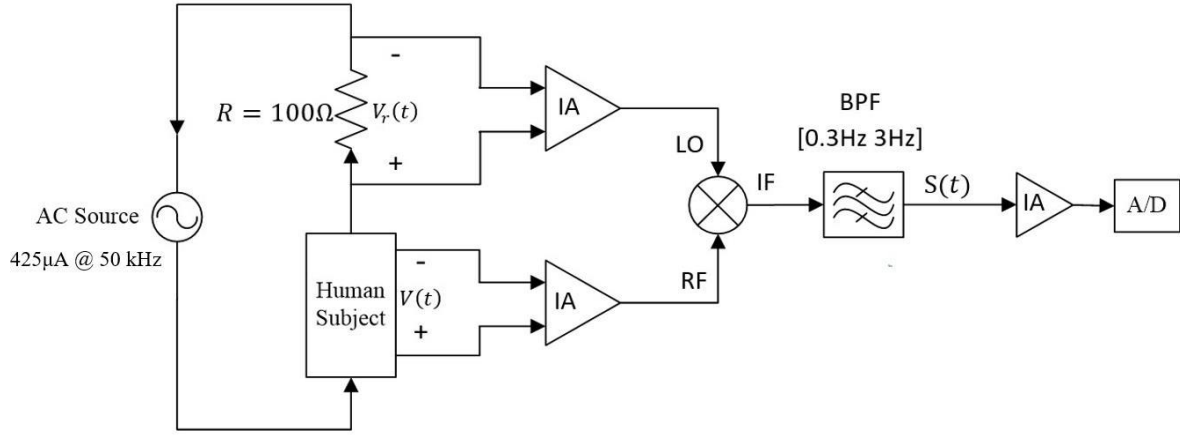 -
R = 100Ω
V_r(t)
IA
+
LO
BPF
[0.3Hz 3Hz]
IF
S(t)
IA
A/D
AC Source
425µA @ 50 kHz
Human
Subject
-
V(t)
+
IA
RF